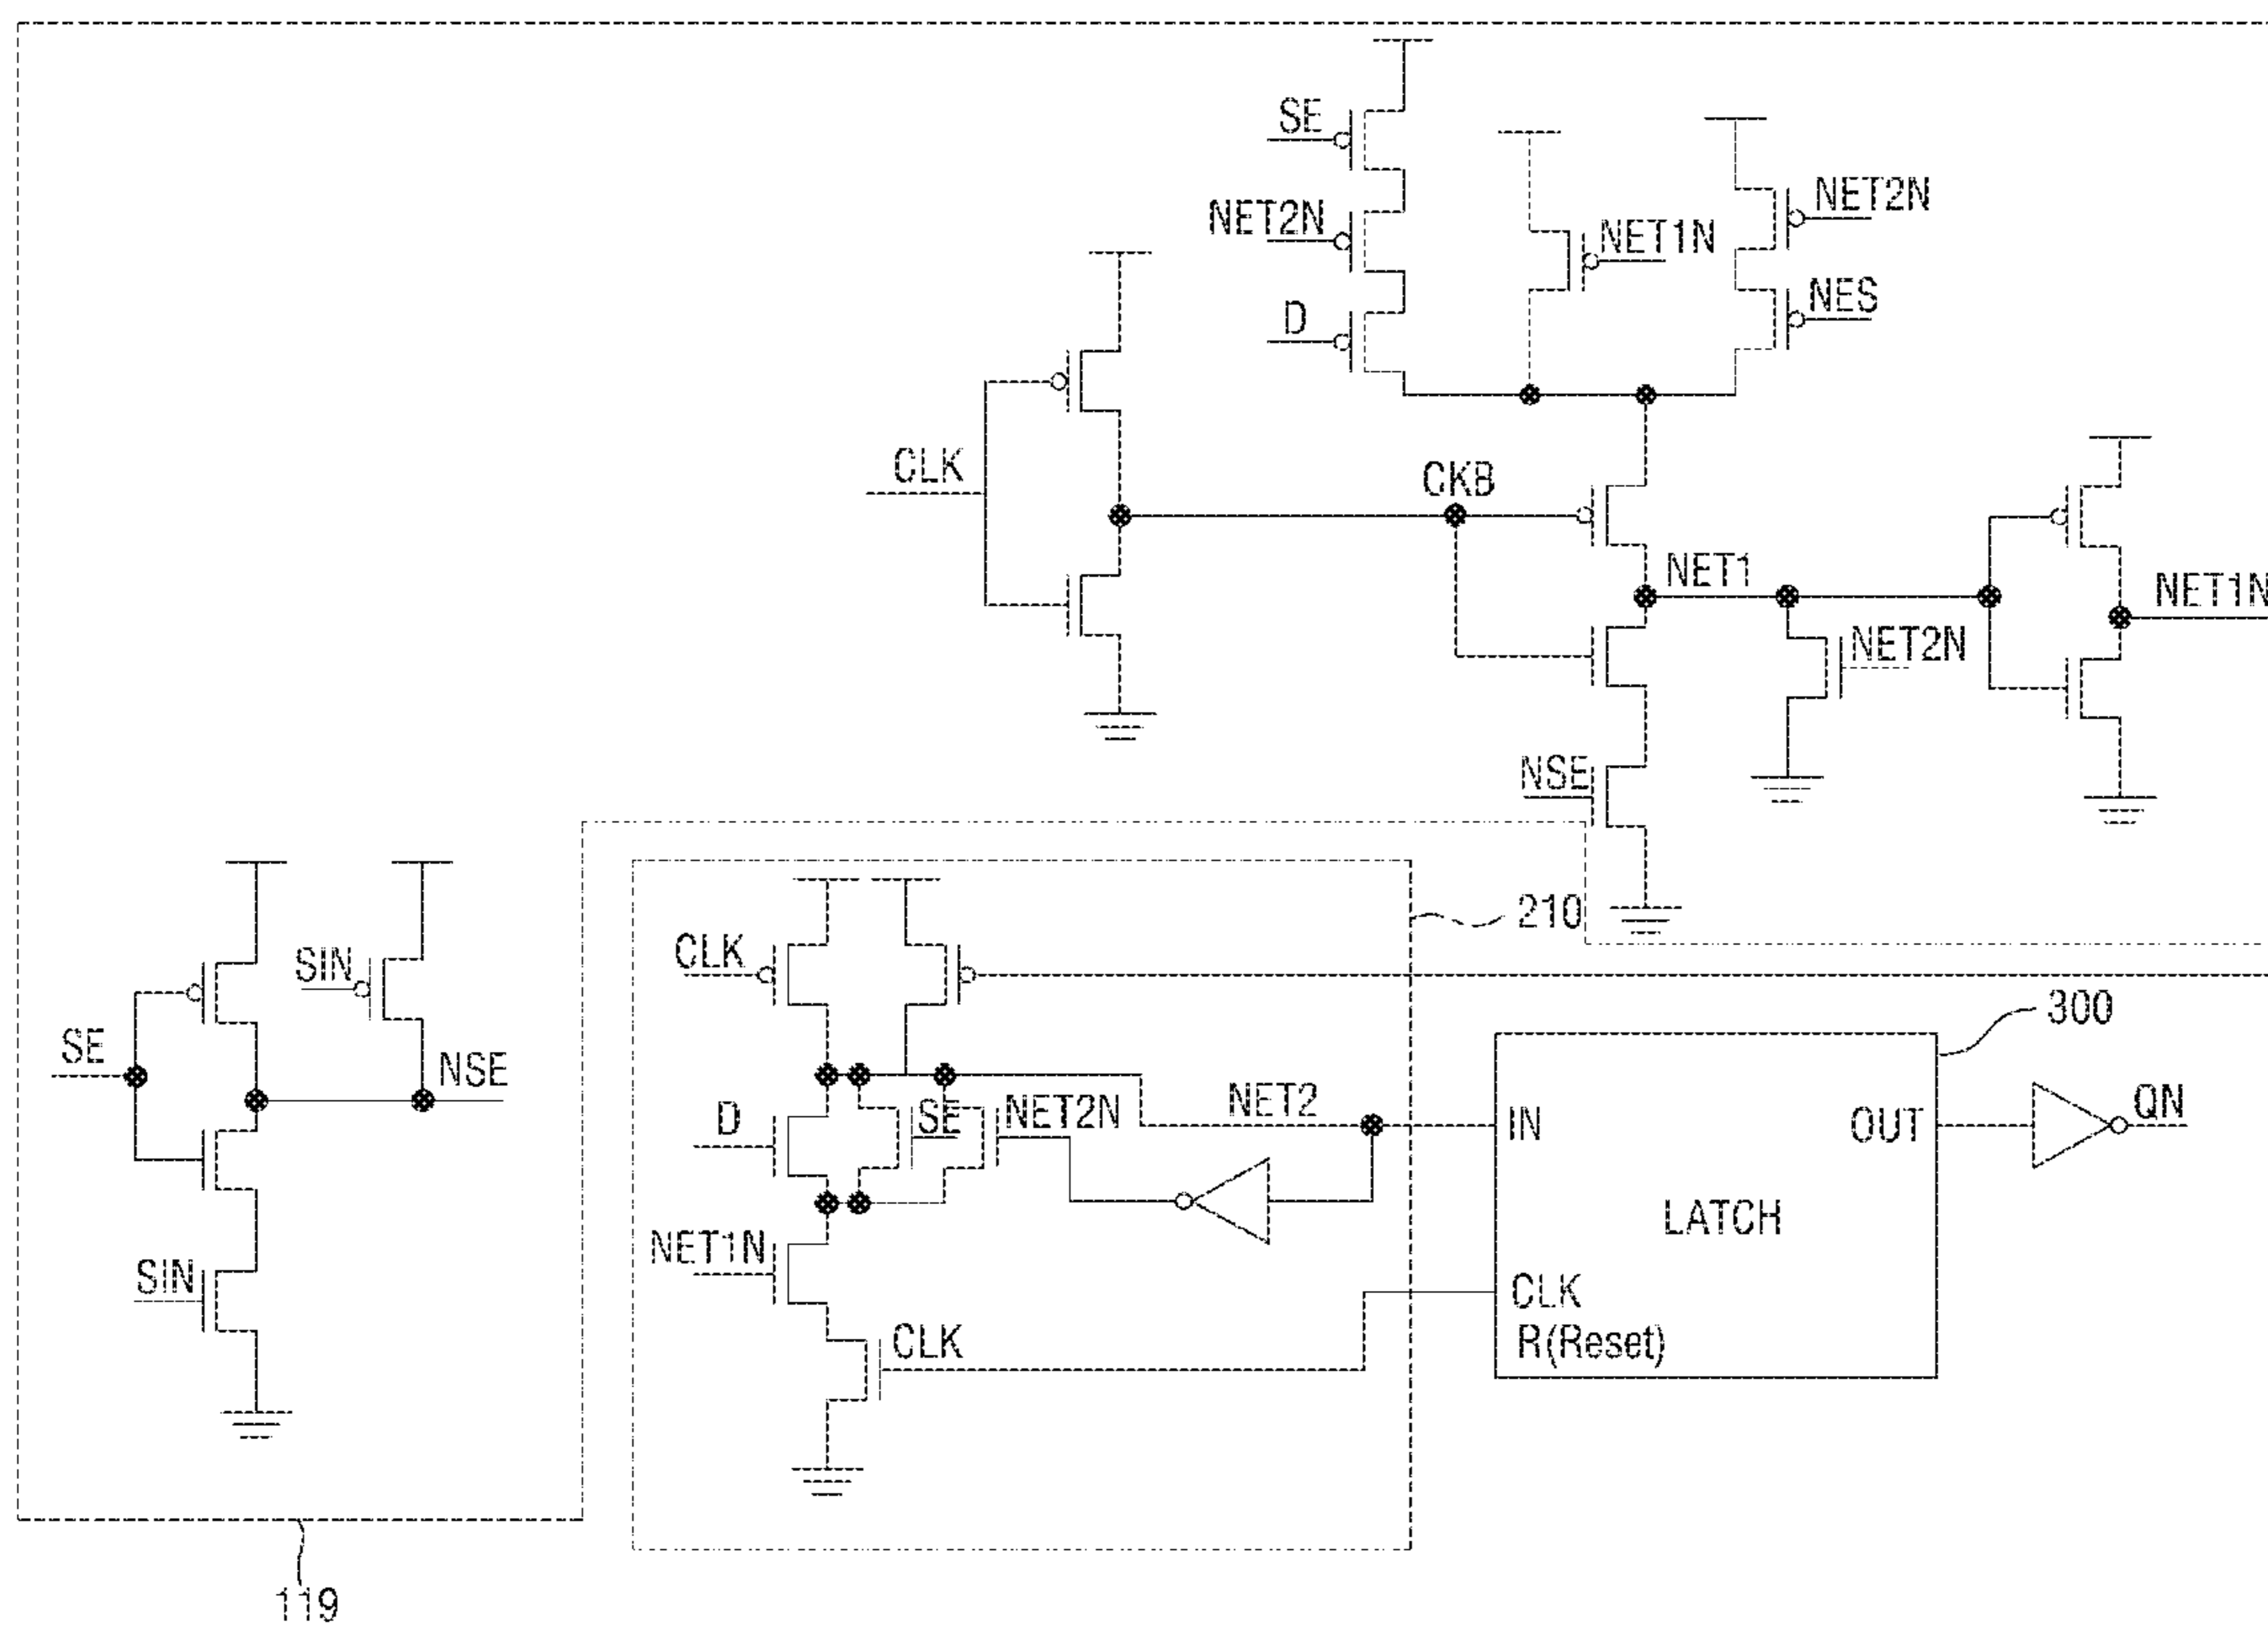 SE
NET2N
NET2N
NET1N
NES
D
CLK
CKB
NET1
NET1N
NET2N
NSE
210
CLK
SIN
300
SE
NSE
D
SE
NET2N
NET2
IN
OUT
QN
LATCH
NET1N
SIN
CLK
CLK
R(Reset)
119